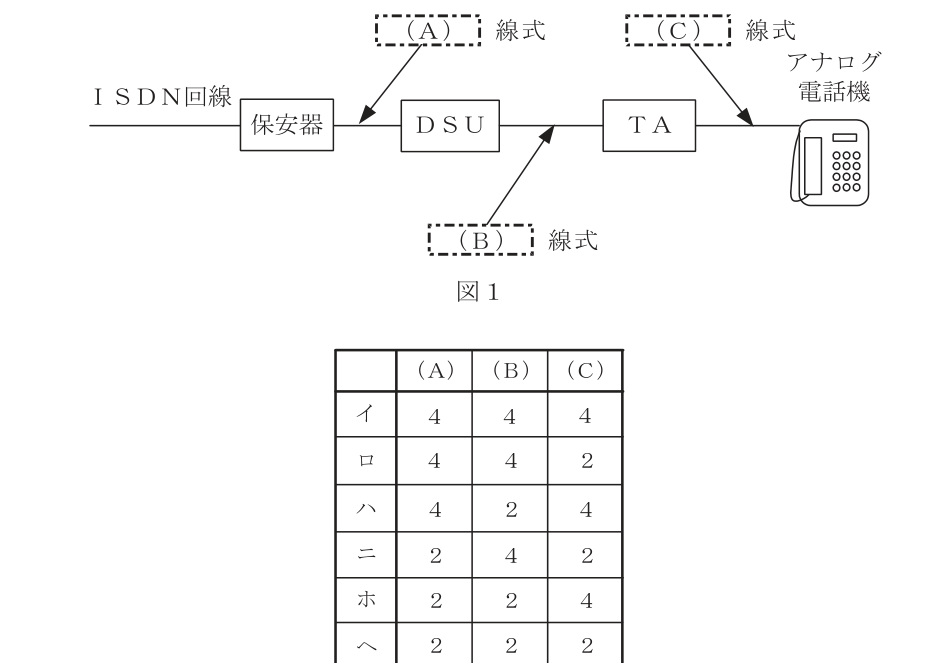 （Ａ） 線式
（Ｃ） 線式
アナログ
電話機
ＩＳＤＮ回線
保安器
ＤＳＵ
ＴＡ
（Ｂ） 線式
図１
（Ａ） （Ｂ） （Ｃ）
イ ４ ４ ４
ロ ４ ４ ２
ハ ４ ２ ４
ニ ２ ４ ２
ホ ２ ２ ４
ヘ ２ ２ ２